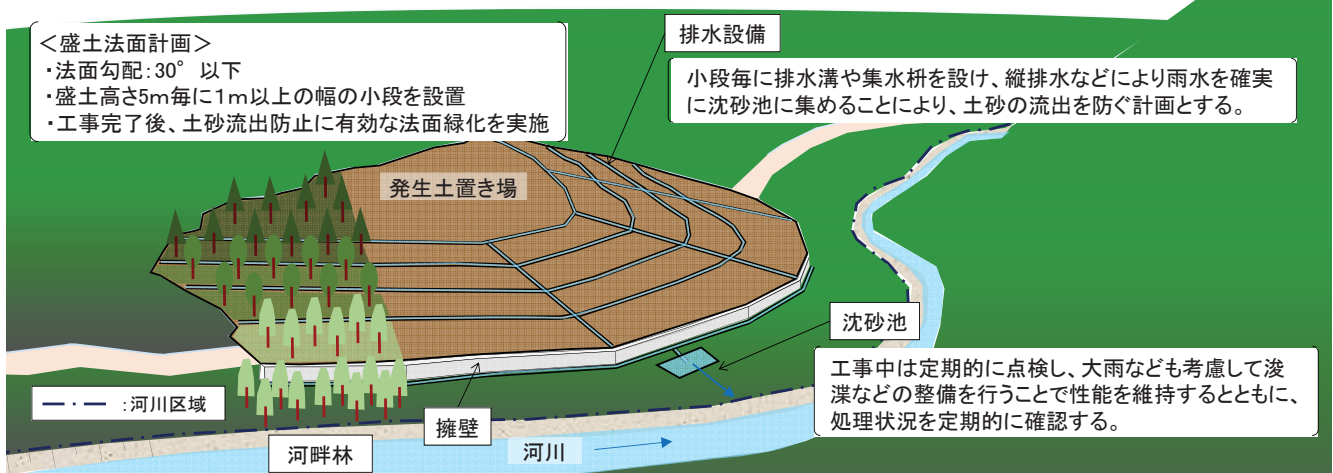 <盛土法面計画>
・法面勾配:30°以下
・盛土高さ5m毎に1m以上の幅の小段を設置
・工事完了後、土砂流出防止に有効な法面緑化を実施
排水設備
小段毎に排水溝や集水枡を設け、縦排水などにより雨水を確実
に沈砂池に集めることにより、土砂の流出を防ぐ計画とする。
発生土置き場
沈砂池
工事中は定期的に点検し、大雨なども考慮して浚
渫などの整備を行うことで性能を維持するとともに、
処理状況を定期的に確認する。
:河川区域
擁壁
河畔林
河川